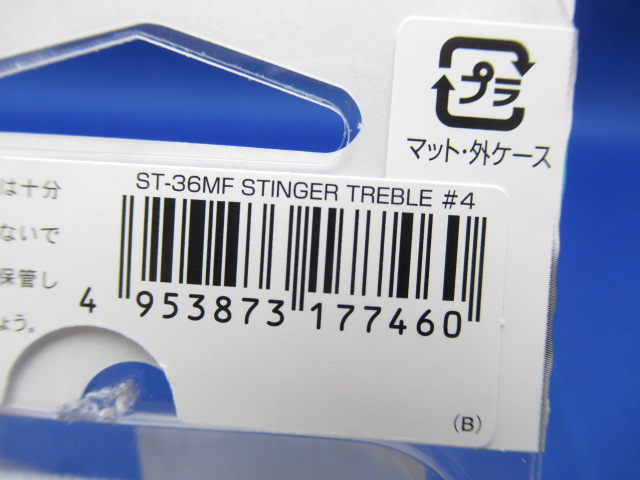 プラ
マット・外ケース
ST-36MF STINGER TREBLE #4
4 953873 177460
(B)
は十分
ないで
保管し
ょう。